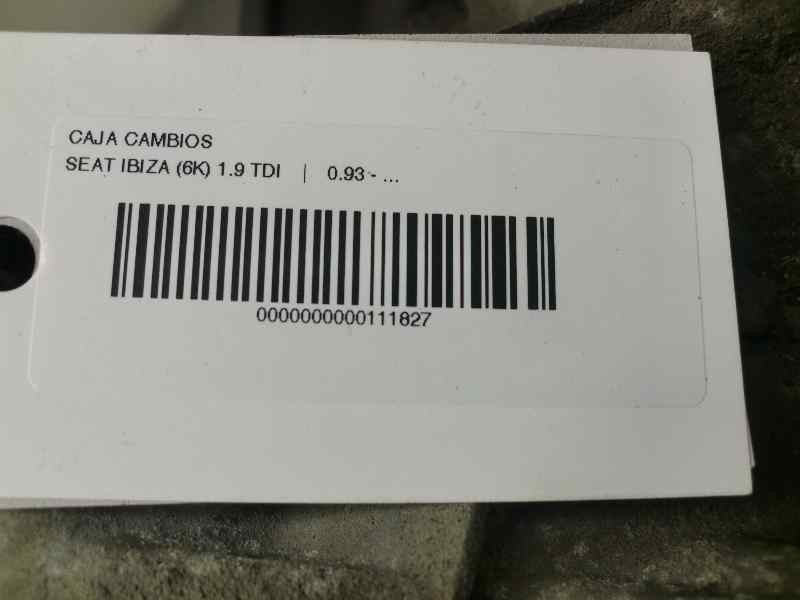 CAJA CAMBIOS
SEAT IBIZA (6K) 1.9 TDI | 0.93 - ...
0000000000111827